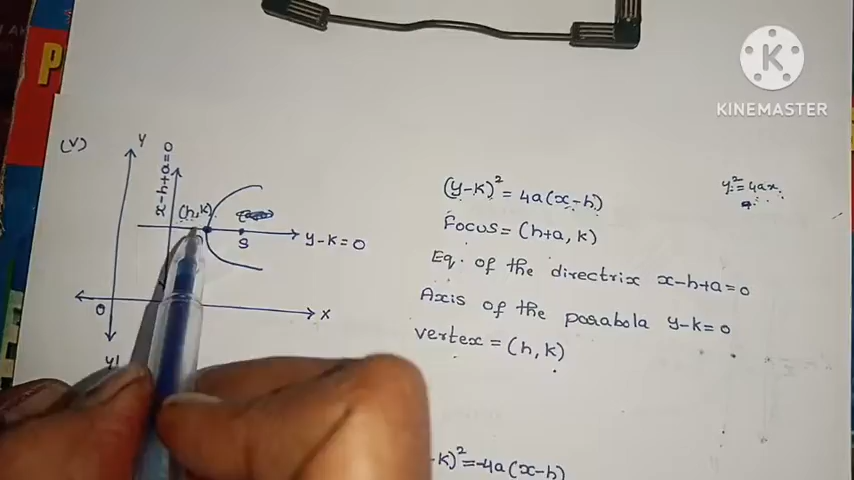 P
K
KINEMASTER
(V)
Y
x-h+a=0
(y-k)²=4a(x-h)
y²=4ax
(h,k)
S
y-k=0
Focus=(h+a,k)
Eq. of the directrix x-h+a=0
Axis of the parabola y-k=0
vertex=(h,k)
O
X
y|
-k)²=-4a(x-h)